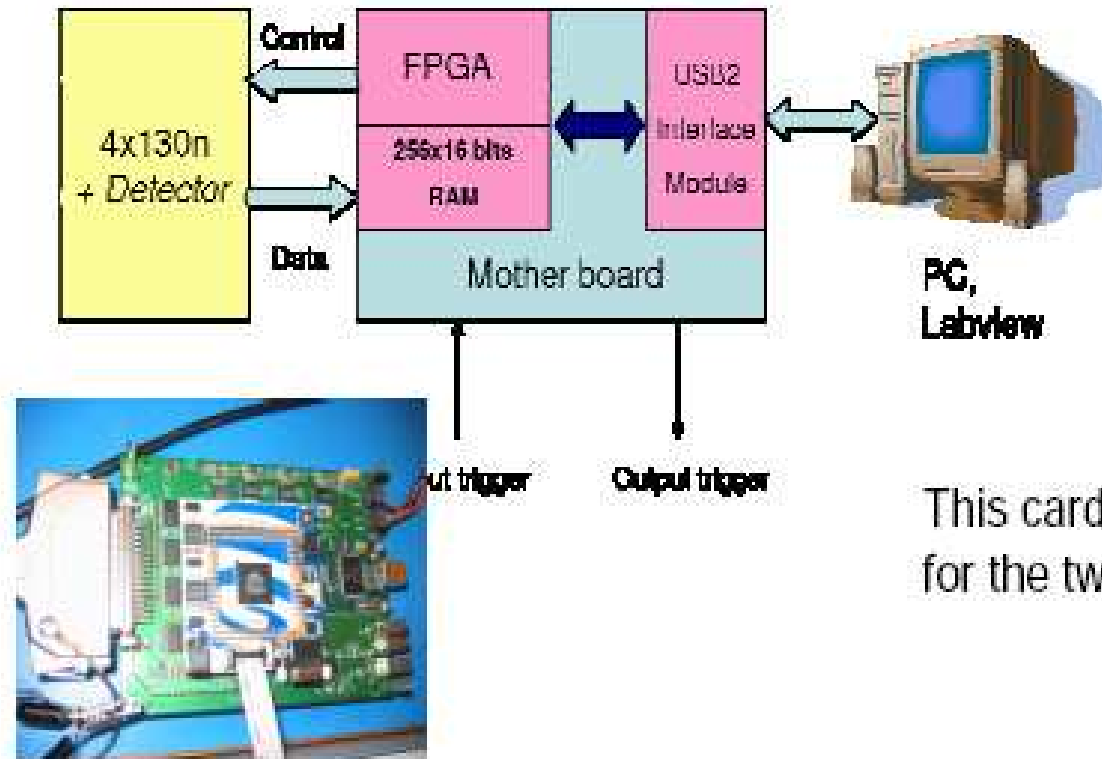 Control
4x130n
+ Detector
Data
FPGA
256x16 bits
RAM
USB2
Interface
Module
Mother board
PC,
Labview
ut trigger
Output trigger
This card
for the tw